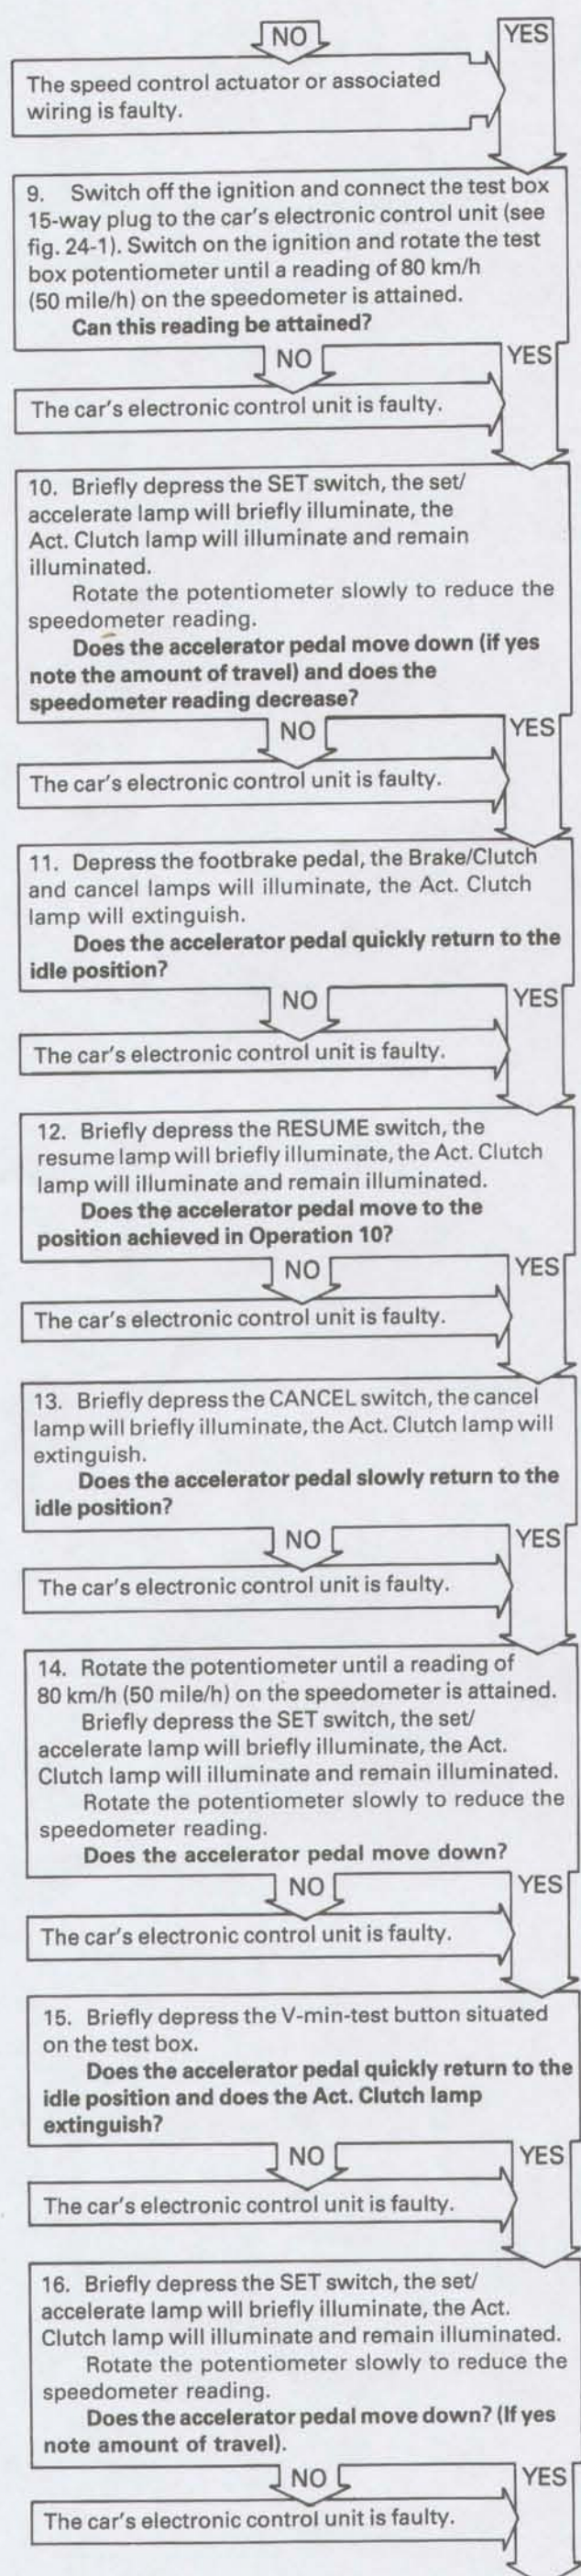 NO
YES
The speed control actuator or associated
wiring is faulty.
9. Switch off the ignition and connect the test box
15-way plug to the car's electronic control unit (see
fig. 24-1). Switch on the ignition and rotate the test
box potentiometer until a reading of 80 km/h
(50 mile/h) on the speedometer is attained.
Can this reading be attained?
NO
YES
The car's electronic control unit is faulty.
10. Briefly depress the SET switch, the set/
accelerate lamp will briefly illuminate, the
Act. Clutch lamp will illuminate and remain
illuminated.
Rotate the potentiometer slowly to reduce the
speedometer reading.
Does the accelerator pedal move down (if yes
note the amount of travel) and does the
speedometer reading decrease?
NO
YES
The car's electronic control unit is faulty.
11. Depress the footbrake pedal, the Brake/Clutch
and cancel lamps will illuminate, the Act. Clutch
lamp will extinguish.
Does the accelerator pedal quickly return to the
idle position?
NO
YES
The car's electronic control unit is faulty.
12. Briefly depress the RESUME switch, the
resume lamp will briefly illuminate, the Act. Clutch
lamp will illuminate and remain illuminated.
Does the accelerator pedal move to the
position achieved in Operation 10?
NO
YES
The car's electronic control unit is faulty.
13. Briefly depress the CANCEL switch, the cancel
lamp will briefly illuminate, the Act. Clutch lamp will
extinguish.
Does the accelerator pedal slowly return to the
idle position?
NO
YES
The car's electronic control unit is faulty.
14. Rotate the potentiometer until a reading of
80 km/h (50 mile/h) on the speedometer is attained.
Briefly depress the SET switch, the set/
accelerate lamp will briefly illuminate, the Act.
Clutch lamp will illuminate and remain illuminated.
Rotate the potentiometer slowly to reduce the
speedometer reading.
Does the accelerator pedal move down?
NO
YES
The car's electronic control unit is faulty.
15. Briefly depress the V-min-test button situated
on the test box.
Does the accelerator pedal quickly return to the
idle position and does the Act. Clutch lamp
extinguish?
NO
YES
The car's electronic control unit is faulty.
16. Briefly depress the SET switch, the set/
accelerate lamp will briefly illuminate, the Act.
Clutch lamp will illuminate and remain illuminated.
Rotate the potentiometer slowly to reduce the
speedometer reading.
Does the accelerator pedal move down? (If yes
note amount of travel).
NO
YES
The car's electronic control unit is faulty.